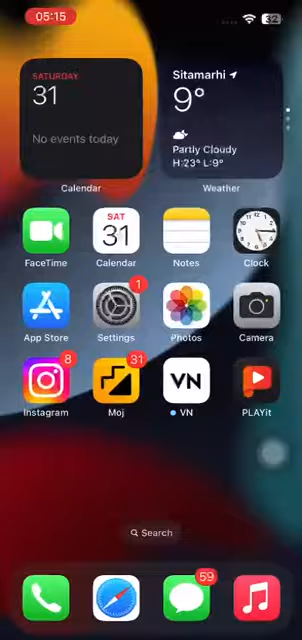 05:15
32
SATURDAY
31
No events today
Calendar
Sitamarhi
9°
Partly Cloudy
H:23° L:9°
Weather
FaceTime
SAT
31
Calendar
Notes
Clock
App Store
1
Settings
Photos
Camera
8
Instagram
31
Moj
VN
VN
PLAYit
Search
59